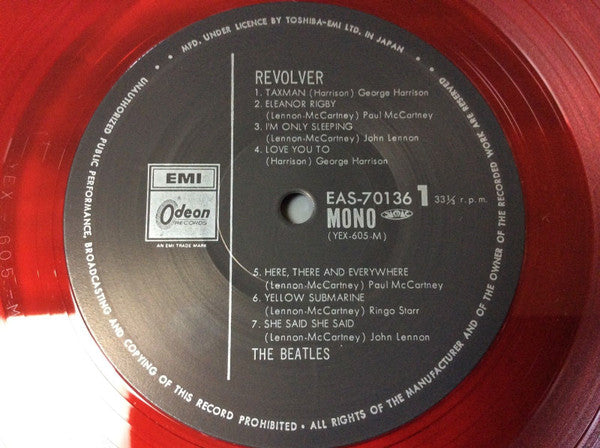 MFD. UNDER LICENCE BY TOSHIBA-EMI LTD. IN JAPAN
UNAUTHORIZED PUBLIC PERFORMANCE, BROADCASTING AND COPYING OF THIS RECORD PROHIBITED • ALL RIGHTS OF THE MANUFACTURER AND OF THE OWNER OF THE RECORDED WORK ARE RESERVED
REVOLVER
1. TAXMAN (Harrison) George Harrison
2. ELEANOR RIGBY
(Lennon-McCartney) Paul McCartney
3. I'M ONLY SLEEPING
(Lennon-McCartney) John Lennon
4. LOVE YOU TO
(Harrison) George Harrison
EMI
Odeon
RECORDS
AN EMI TRADE MARK
EAS-70136 1 33⅓ r.p.m.
MONO
(YEX-605-M)
5. HERE, THERE AND EVERYWHERE
(Lennon-McCartney) Paul McCartney
6. YELLOW SUBMARINE
(Lennon-McCartney) Ringo Starr
7. SHE SAID SHE SAID
(Lennon-McCartney) John Lennon
THE BEATLES
YEX 605-M